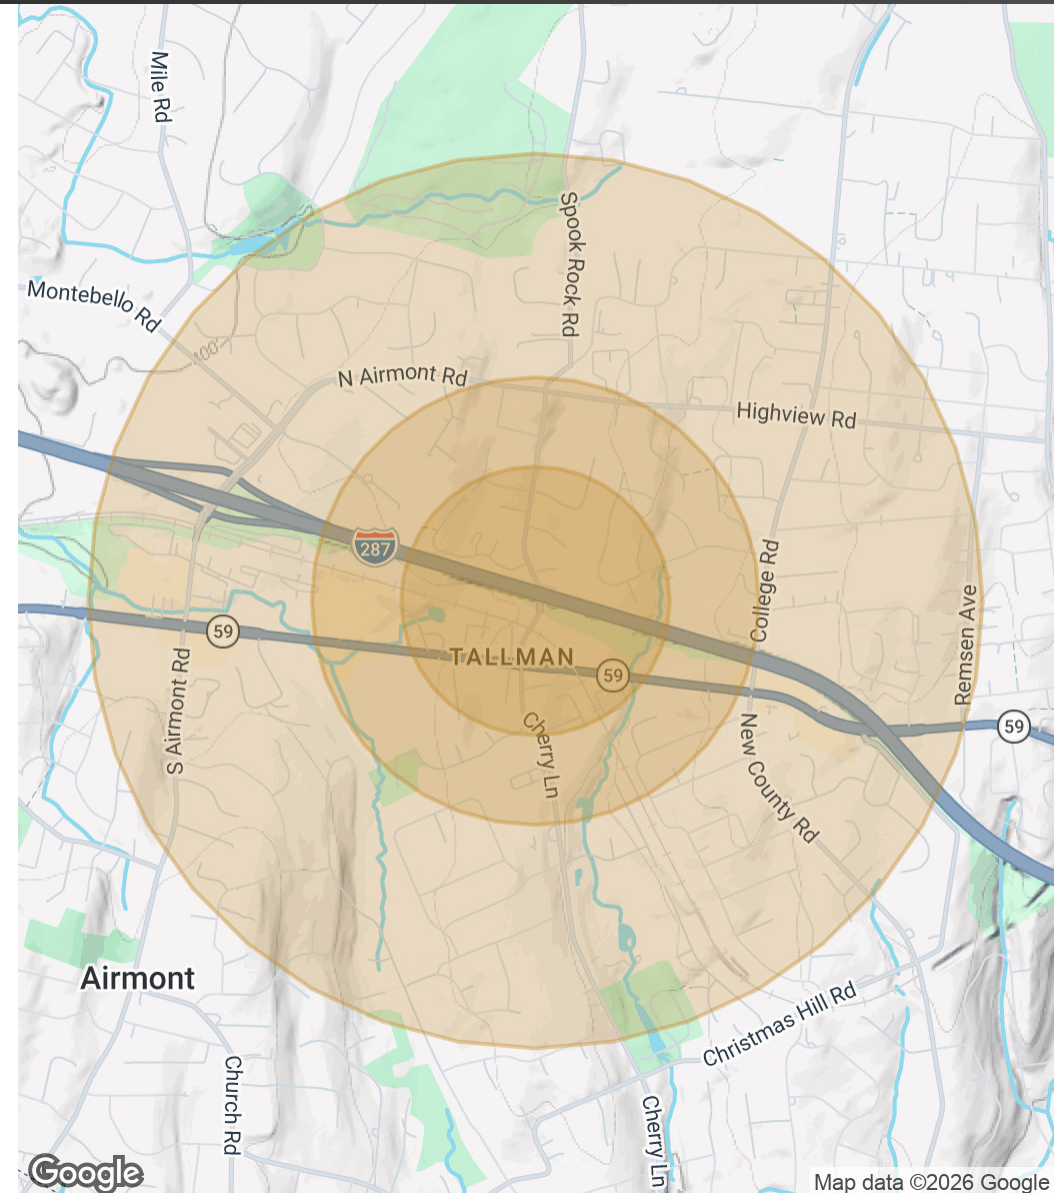 Mile Rd
Spook Rock Rd
Montebello Rd
400'
N Airmont Rd
Highview Rd
287
College Rd
59
Remsen Ave
TALLMAN
59
S Airmont Rd
Cherry Ln
New County Rd
59
Airmont
Christmas Hill Rd
Church Rd
Cherry Ln
Google
Map data ©2026 Google